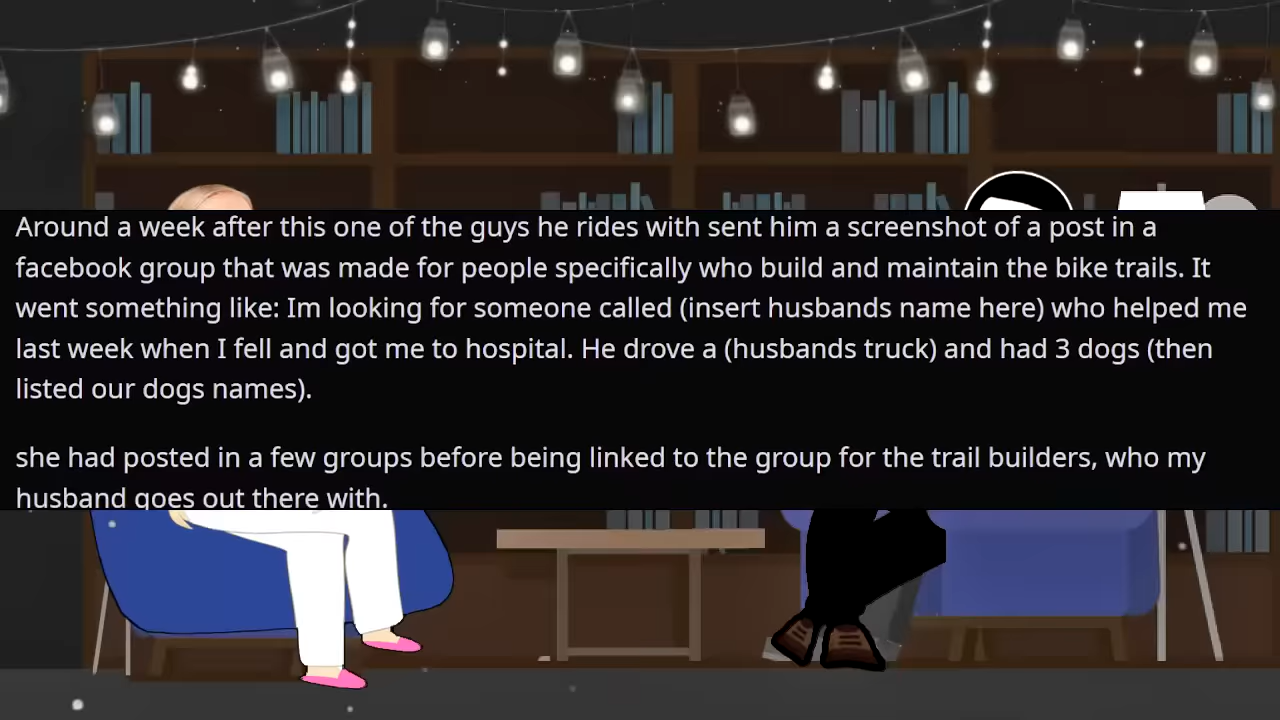 Around a week after this one of the guys he rides with sent him a screenshot of a post in a
facebook group that was made for people specifically who build and maintain the bike trails. It
went something like: Im looking for someone called (insert husbands name here) who helped me
last week when I fell and got me to hospital. He drove a (husbands truck) and had 3 dogs (then
listed our dogs names).
she had posted in a few groups before being linked to the group for the trail builders, who my
husband goes out there with.